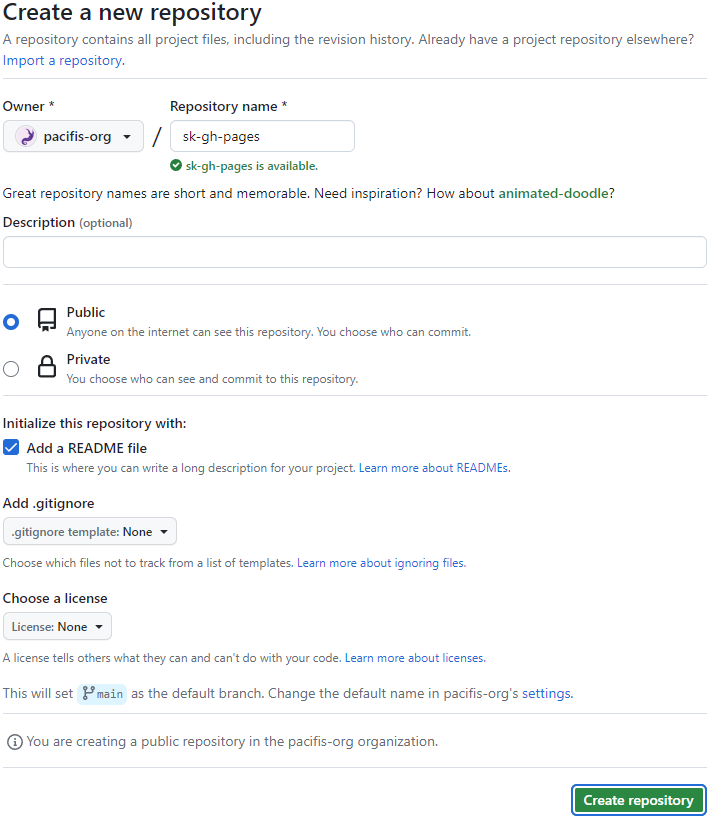 Create a new repository
A repository contains all project files, including the revision history. Already have a project repository elsewhere?
Import a repository.
Owner * Repository name *
pacifis-org / sk-gh-pages
sk-gh-pages is available.
Great repository names are short and memorable. Need inspiration? How about animated-doodle?
Description (optional)
Public
Anyone on the internet can see this repository. You choose who can commit.
Private
You choose who can see and commit to this repository.
Initialize this repository with:
Add a README file
This is where you can write a long description for your project. Learn more about READMEs.
Add .gitignore
.gitignore template: None
Choose which files not to track from a list of templates. Learn more about ignoring files.
Choose a license
License: None
A license tells others what they can and can't do with your code. Learn more about licenses.
This will set main as the default branch. Change the default name in pacifis-org's settings.
You are creating a public repository in the pacifis-org organization.
Create repository